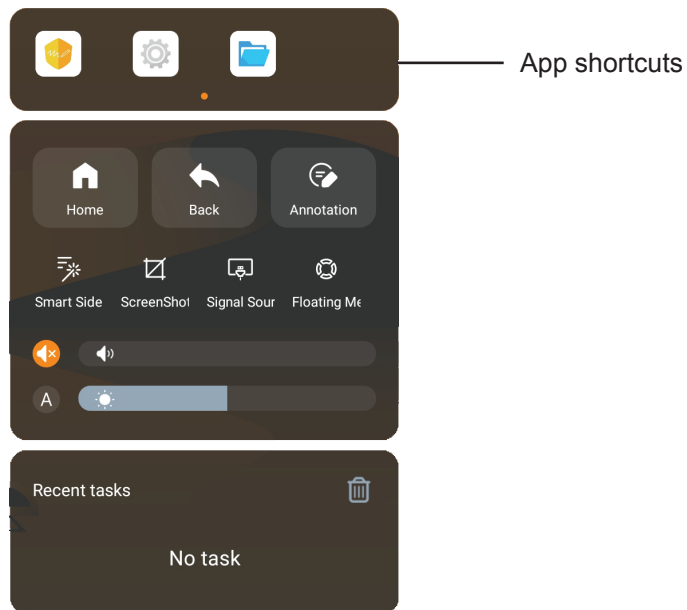 App shortcuts
Home Back Annotation
Smart Side ScreenShot Signal Sour Floating Me
A
Recent tasks
No task